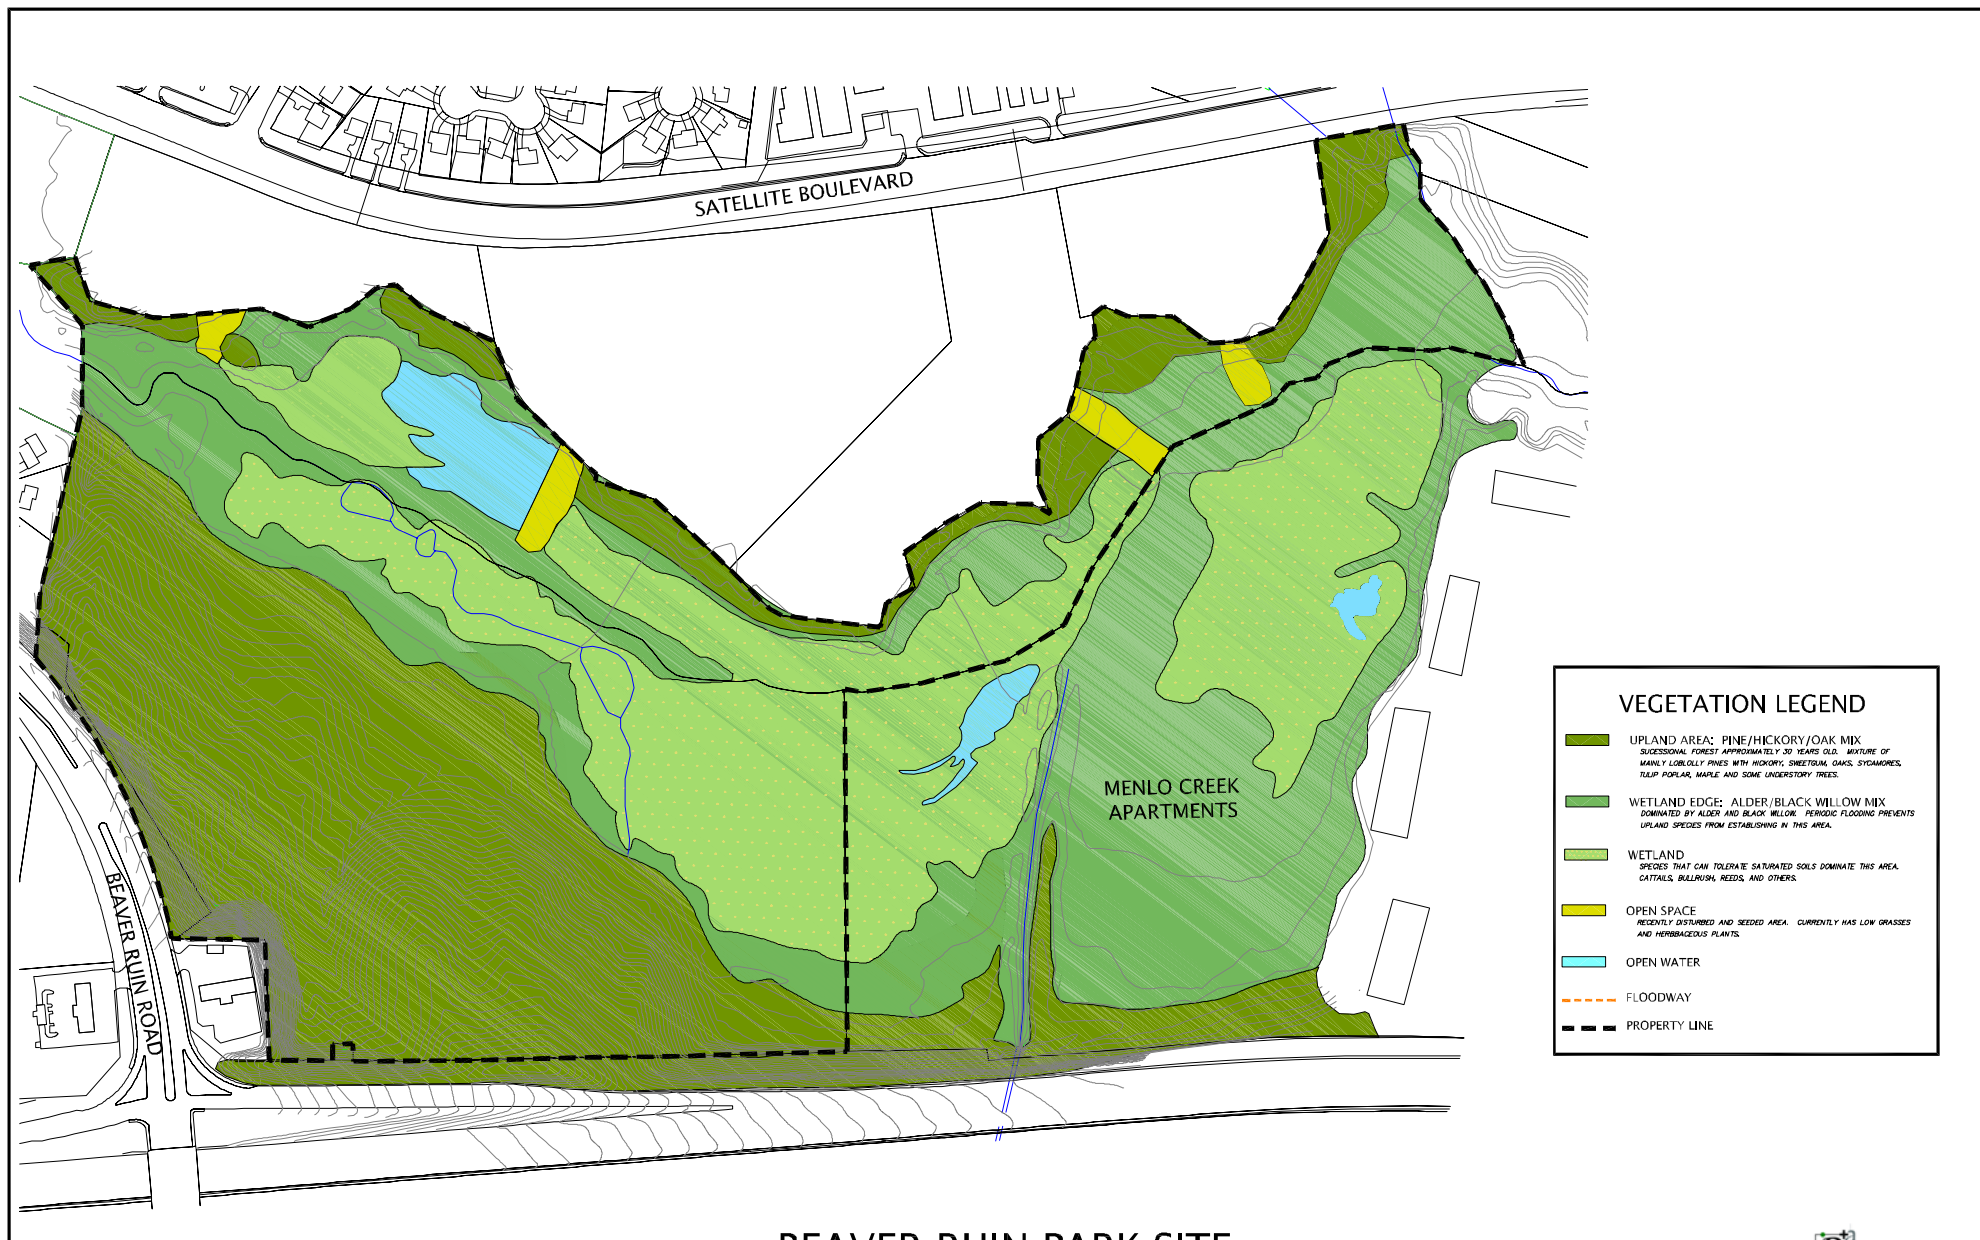 SATELLITE BOULEVARD
MENLO CREEK
APARTMENTS
BEAVER RUIN ROAD
VEGETATION LEGEND
UPLAND AREA: PINE/HICKORY/OAK MIX
SUCESSIONAL FOREST APPROXIMATELY 30 YEARS OLD. MIXTURE OF
MAINLY LOBLOLLY PINES WITH HICKORY, SWEETGUM, OAKS, SYCAMORES,
TULIP POPLAR, MAPLE AND SOME UNDERSTORY TREES.
WETLAND EDGE: ALDER/BLACK WILLOW MIX
DOMINATED BY ALDER AND BLACK WILLOW. PERIODIC FLOODING PREVENTS
UPLAND SPECIES FROM ESTABLISHING IN THIS AREA.
WETLAND
SPECIES THAT CAN TOLERATE SATURATED SOILS DOMINATE THIS AREA.
CATTAILS, BULLRUSH, REEDS, AND OTHERS.
OPEN SPACE
RECENTLY DISTURBED AND SEEDED AREA. CURRENTLY HAS LOW GRASSES
AND HERBBACEOUS PLANTS.
OPEN WATER
FLOODWAY
PROPERTY LINE
BEAVER RUIN PARK SITE